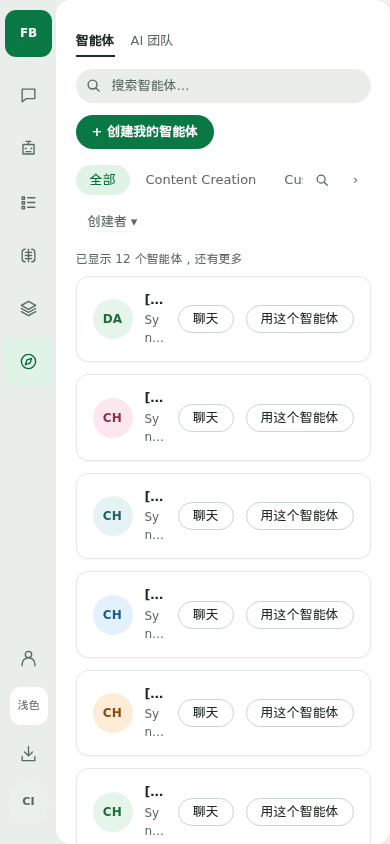 FB
智能体 AI 团队
搜索智能体…
+ 创建我的智能体
全部 Content Creation Cu
创建者 ▾
已显示 12 个智能体，还有更多
DA [… Sy n… 聊天 用这个智能体
CH [… Sy n… 聊天 用这个智能体
CH [… Sy n… 聊天 用这个智能体
CH [… Sy n… 聊天 用这个智能体
CH [… Sy n… 聊天 用这个智能体
CH [… Sy n… 聊天 用这个智能体
浅色
CI